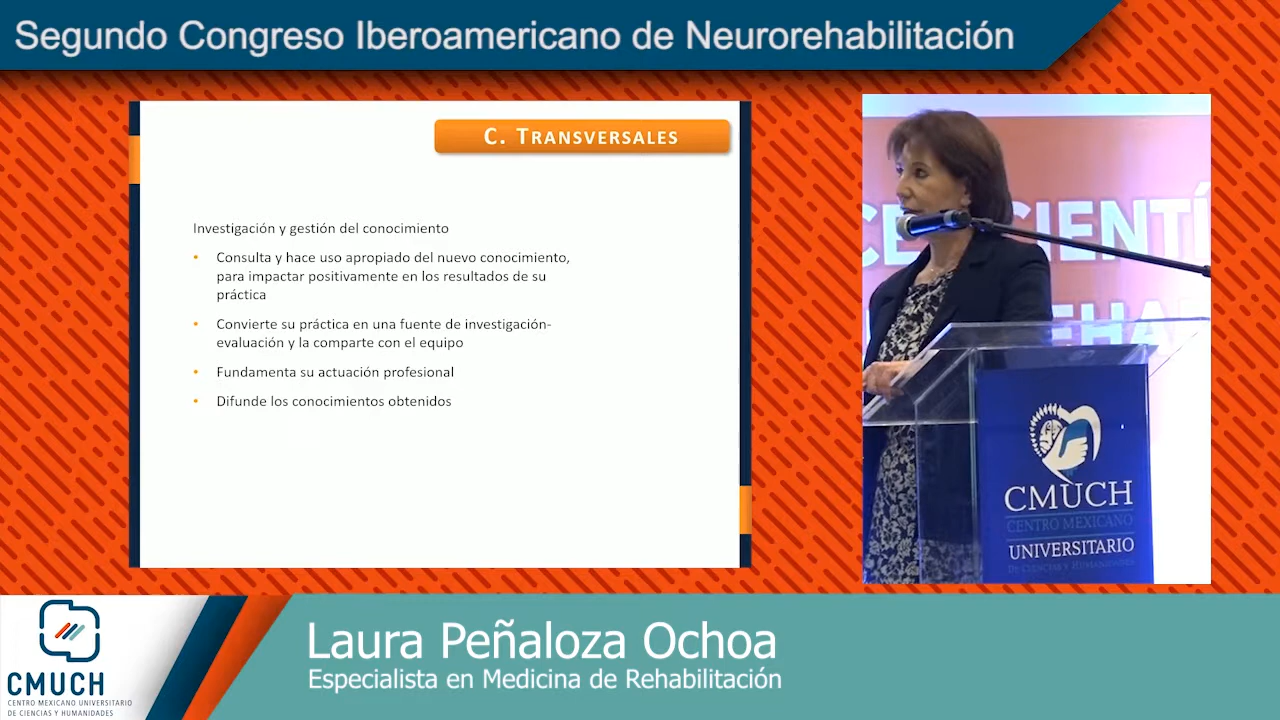 Segundo Congreso Iberoamericano de Neurorehabilitación
C. TRANSVERSALES
Investigación y gestión del conocimiento
• Consulta y hace uso apropiado del nuevo conocimiento,
para impactar positivamente en los resultados de su
práctica
• Convierte su práctica en una fuente de investigación-
evaluación y la comparte con el equipo
• Fundamenta su actuación profesional
• Difunde los conocimientos obtenidos
CMUCH
CENTRO MEXICANO
UNIVERSITARIO
DE CIENCIAS Y HUMANIDADES
Laura Peñaloza Ochoa
Especialista en Medicina de Rehabilitación
CMUCH
CENTRO MEXICANO UNIVERSITARIO
DE CIENCIAS Y HUMANIDADES